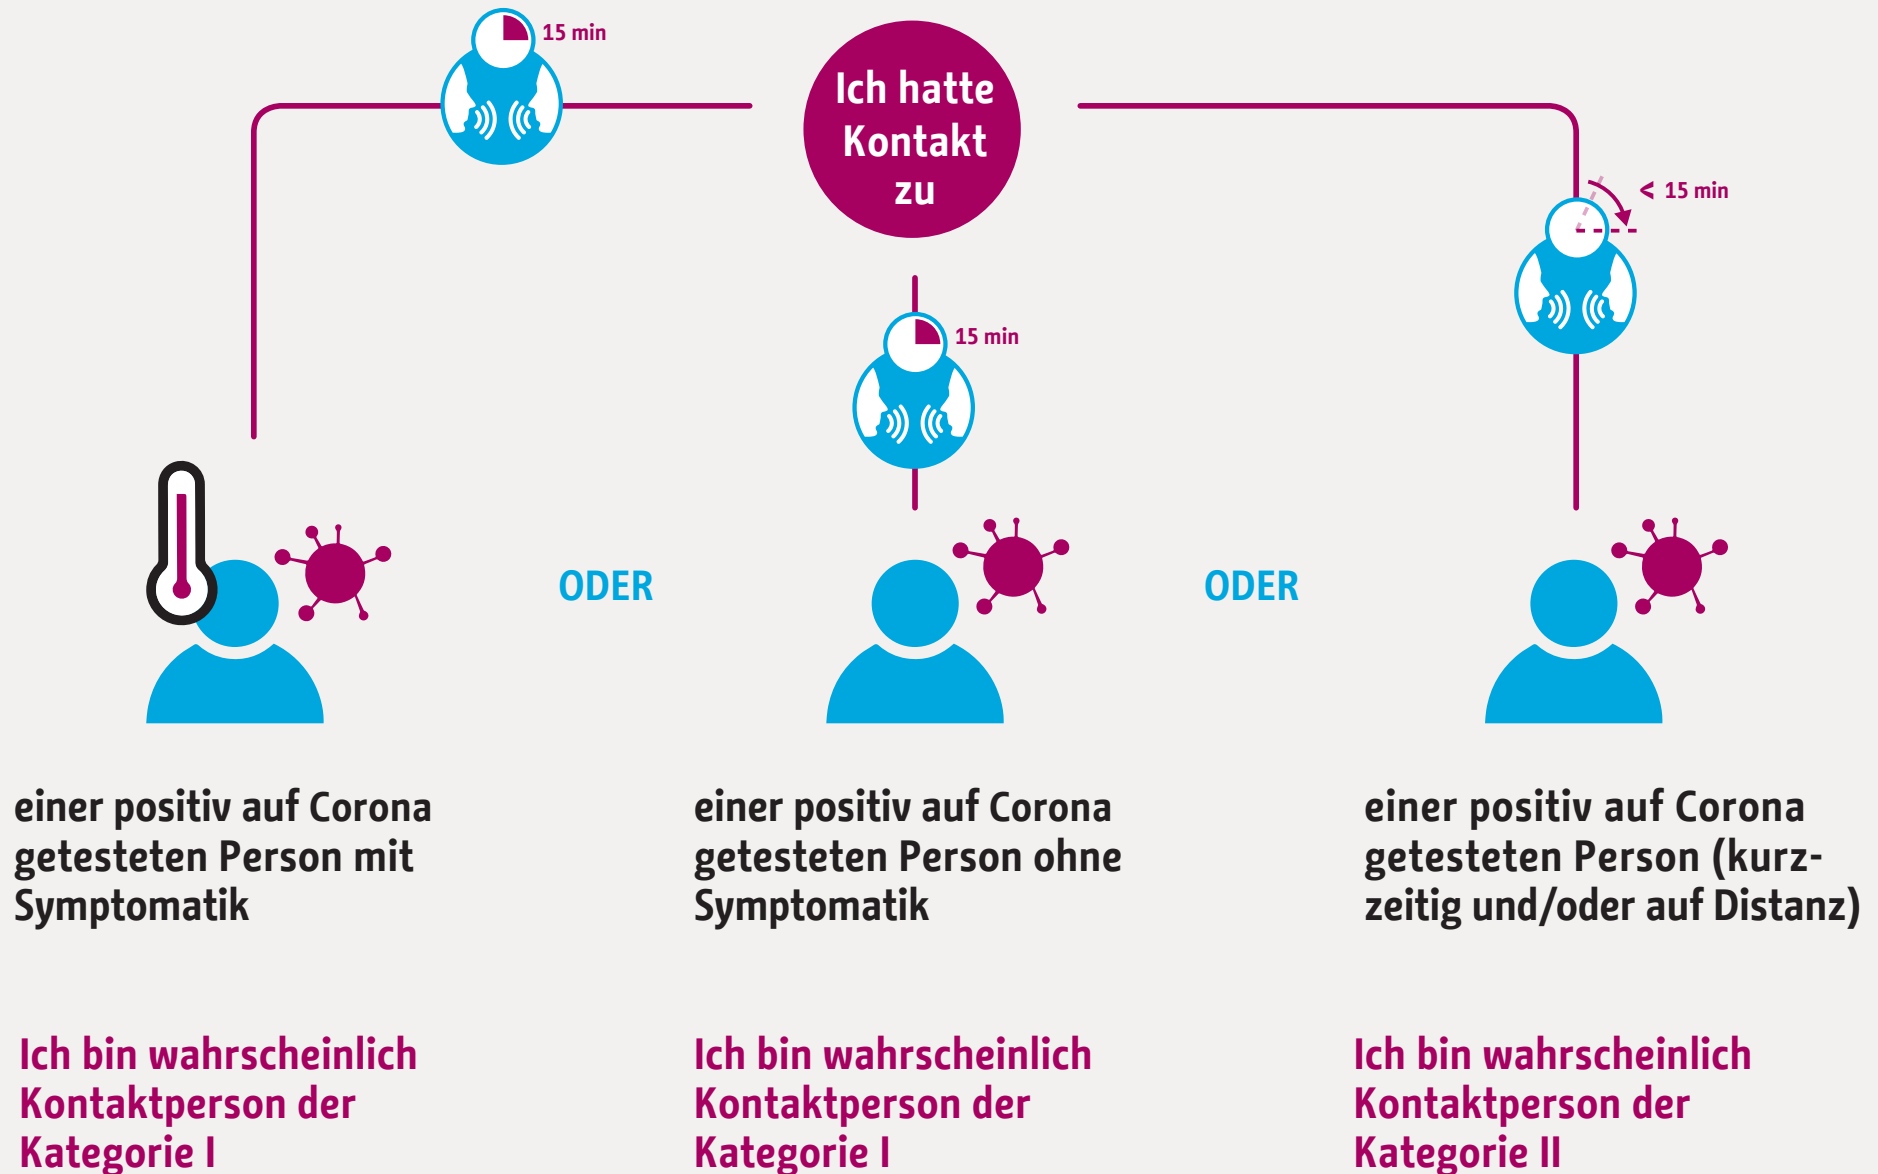 15 min
Ich hatte
Kontakt
zu
< 15 min
15 min
ODER
ODER
einer positiv auf Corona
getesteten Person mit
Symptomatik
einer positiv auf Corona
getesteten Person ohne
Symptomatik
einer positiv auf Corona
getesteten Person (kurz-
zeitig und/oder auf Distanz)
Ich bin wahrscheinlich
Kontaktperson der
Kategorie I
Ich bin wahrscheinlich
Kontaktperson der
Kategorie I
Ich bin wahrscheinlich
Kontaktperson der
Kategorie II